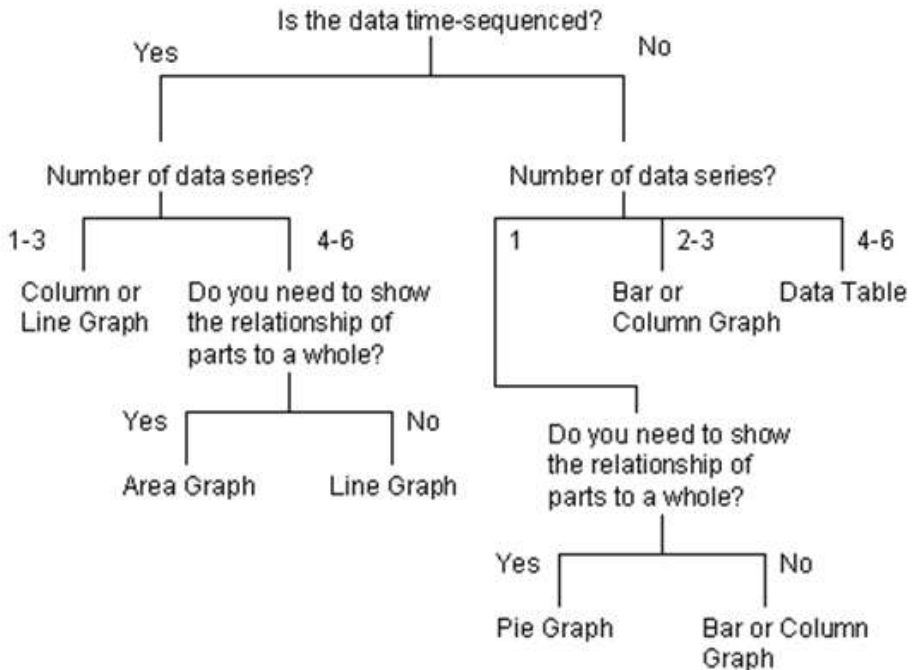 Is the data time-sequenced?
Yes
No
Number of data series?
Number of data series?
1-3
4-6
1
2-3
4-6
Column or
Line Graph
Do you need to show
the relationship of
parts to a whole?
Bar or
Column Graph
Data Table
Yes
No
Area Graph
Line Graph
Do you need to show
the relationship of
parts to a whole?
Yes
No
Pie Graph
Bar or Column
Graph